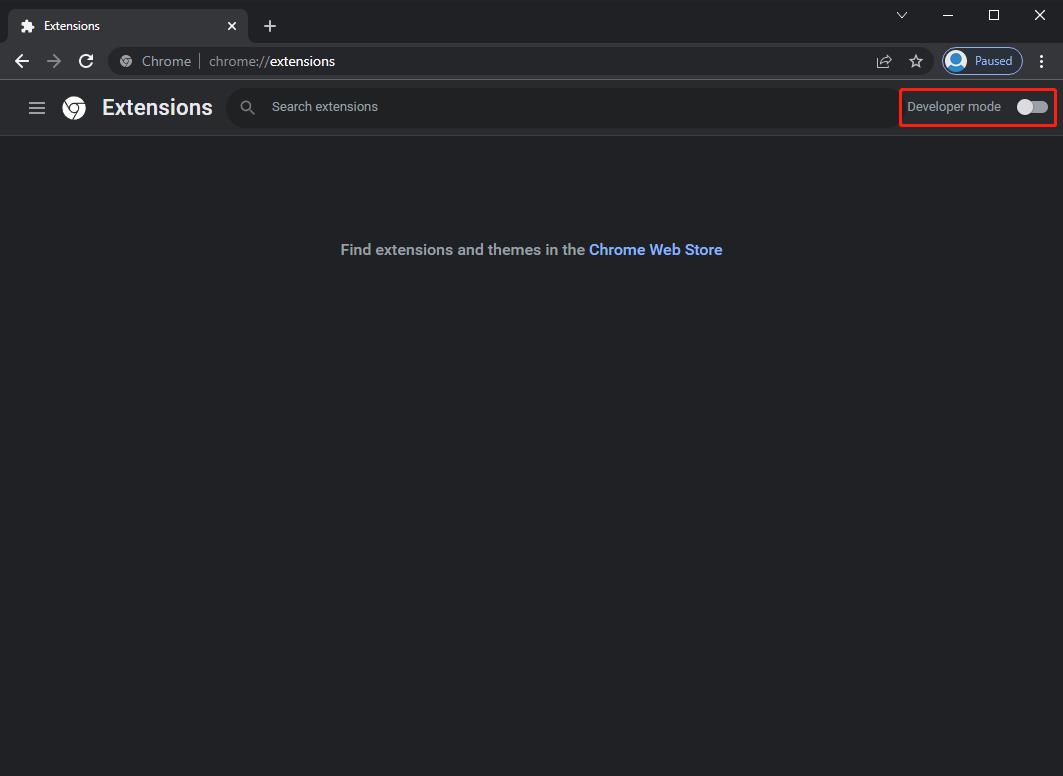 Extensions
Chrome chrome://extensions Paused
Extensions Search extensions Developer mode
Find extensions and themes in the Chrome Web Store